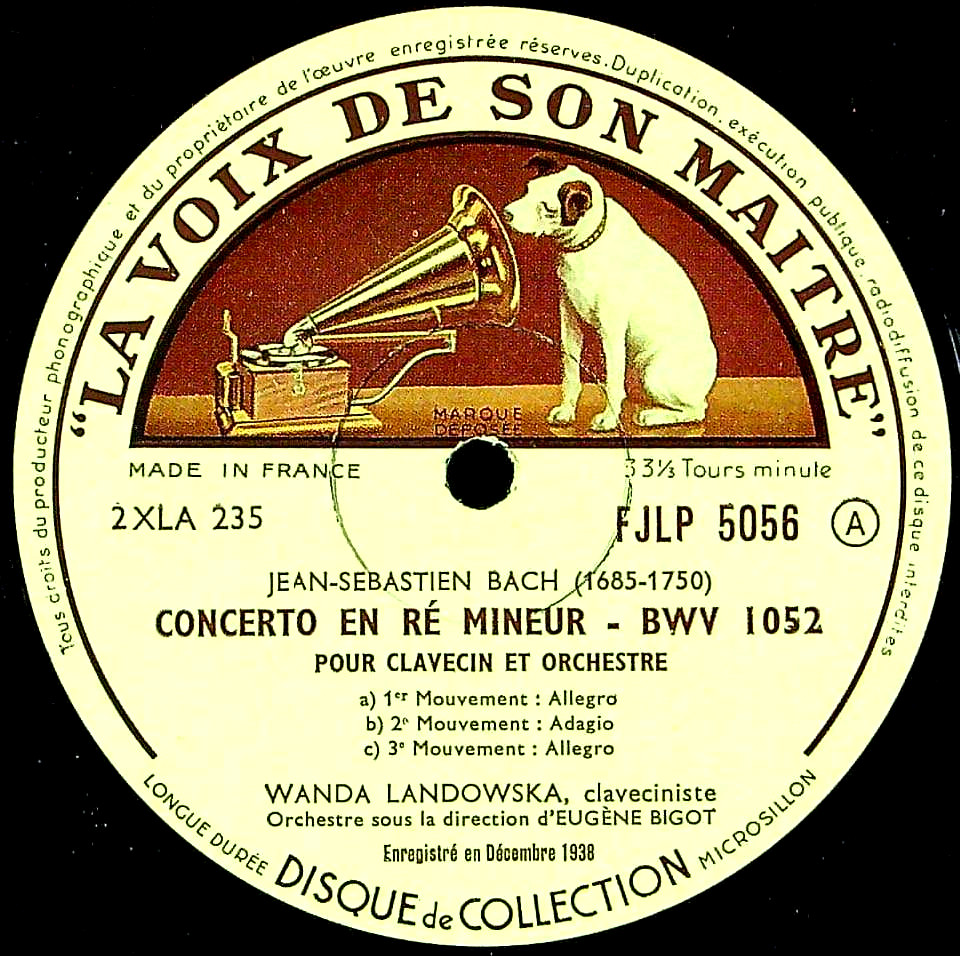 Tous droits du producteur phonographique et du propriétaire de l'œuvre enregistrée réservés. Duplication, exécution publique, radiodiffusion de ce disque interdites
"LA VOIX DE SON MAITRE"
MARQUE
DÉPOSÉE
MADE IN FRANCE
33⅓ Tours minute
2XLA 235
FJLP 5056 Ⓐ
JEAN-SEBASTIEN BACH (1685-1750)
CONCERTO EN RÉ MINEUR - BWV 1052
POUR CLAVECIN ET ORCHESTRE
a) 1er Mouvement : Allegro
b) 2e Mouvement : Adagio
c) 3e Mouvement : Allegro
WANDA LANDOWSKA, claveciniste
Orchestre sous la direction d'EUGÈNE BIGOT
Enregistré en Décembre 1938
LONGUE DURÉE DISQUE de COLLECTION MICROSILLON